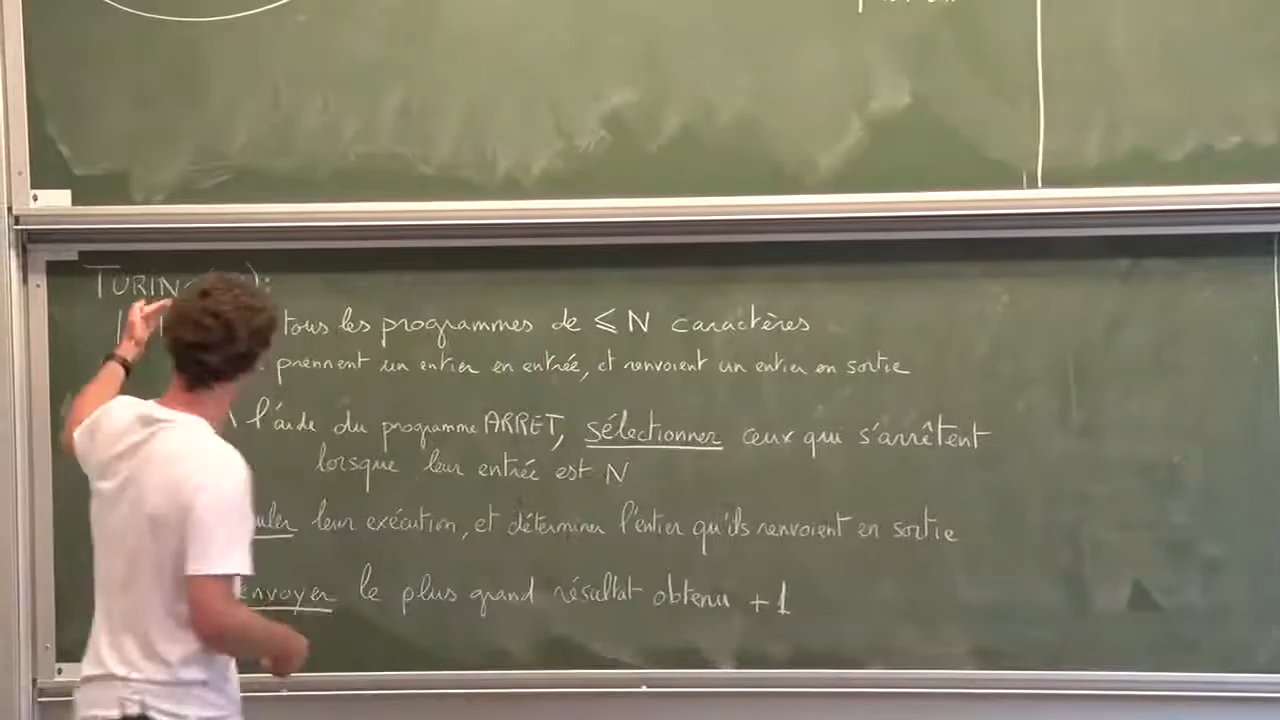 TURING
tous les programmes de ≤ N caractères
prennent un entier en entrée, et renvoient un entier en sortie
l'aide du programme ARRET, sélectionner ceux qui s'arrêtent
lorsque leur entrée est N
leur exécution, et déterminer l'entier qu'ils renvoient en sortie
envoyer le plus grand résultat obtenu +1